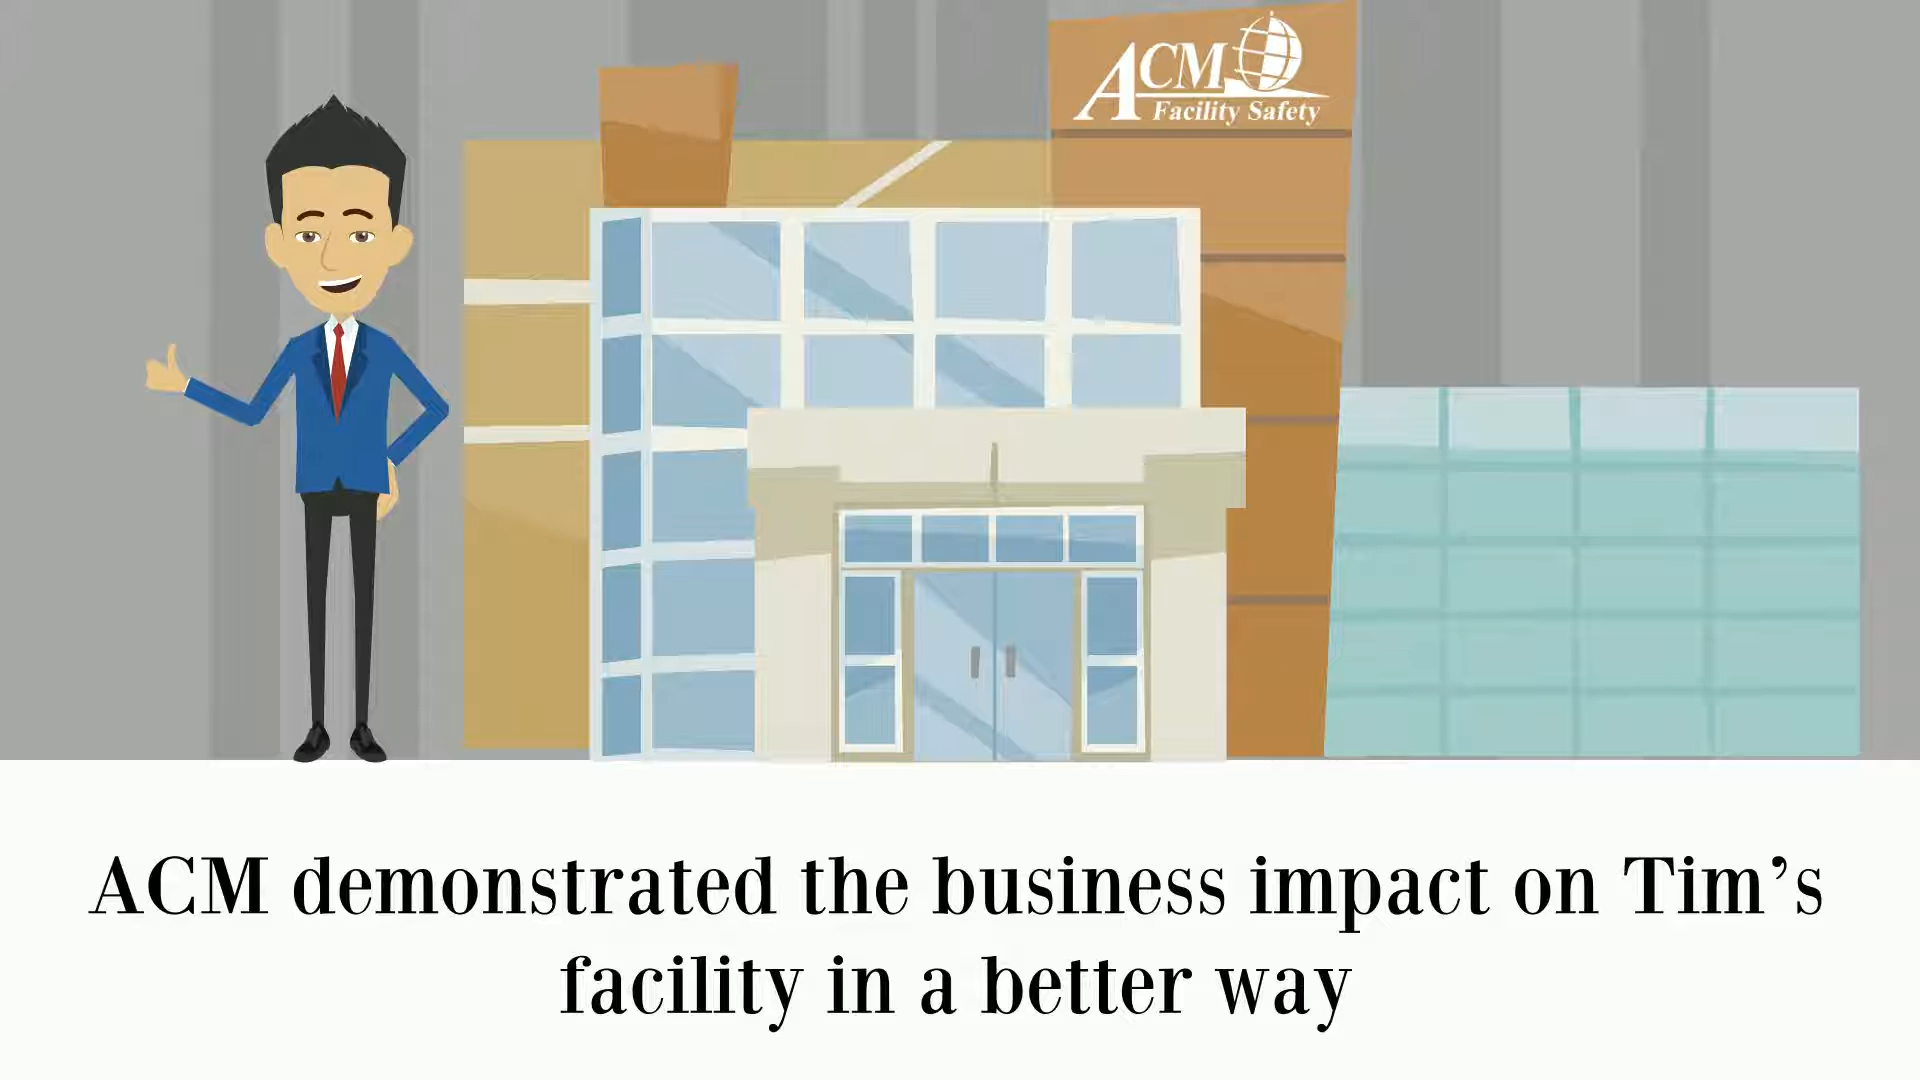 ACM
Facility Safety
ACM demonstrated the business impact on Tim’s
facility in a better way